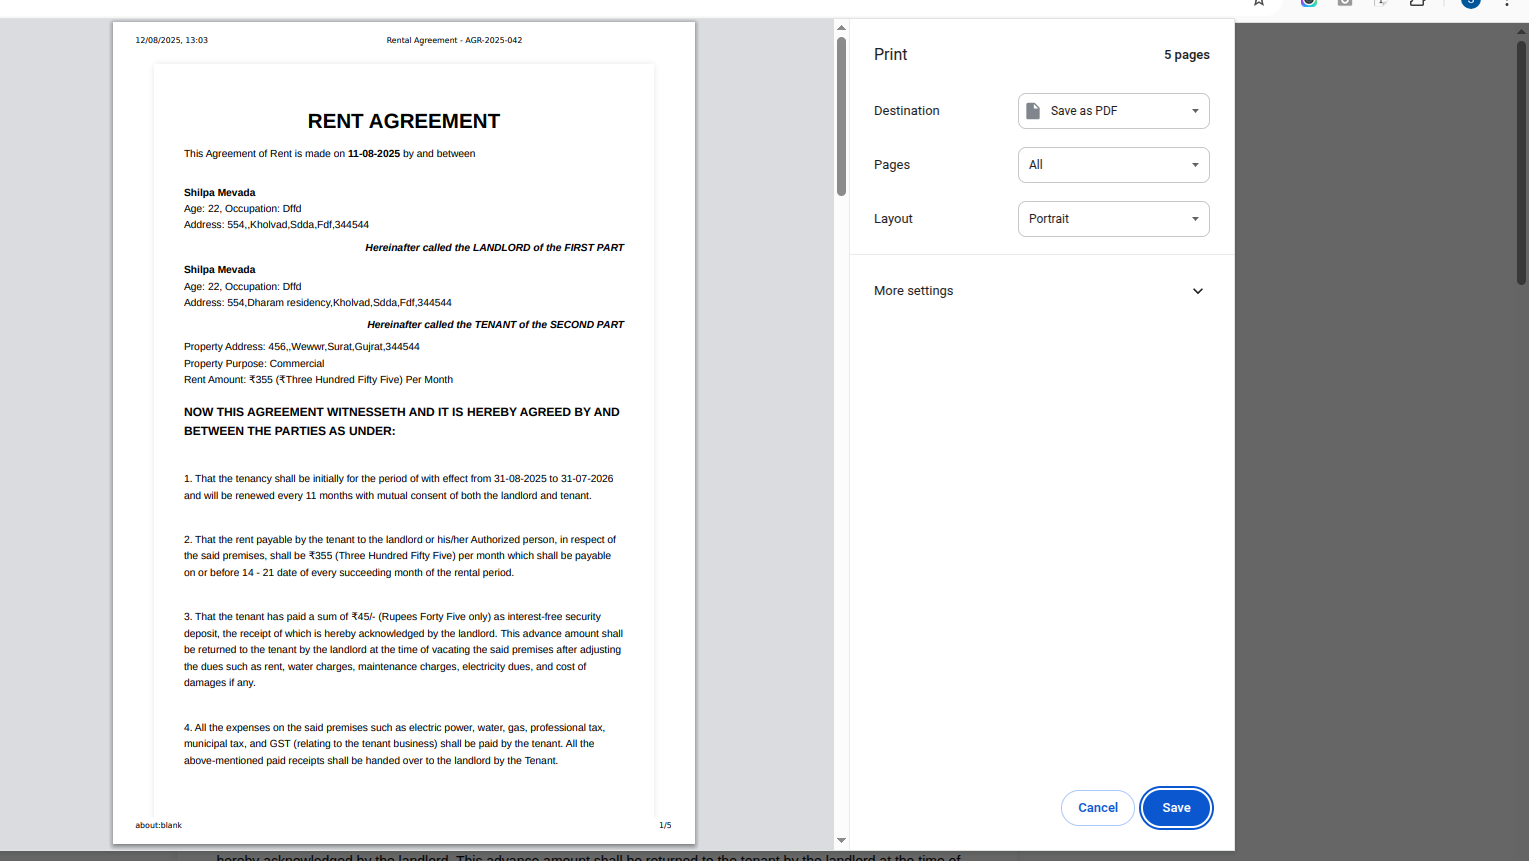 12/08/2025, 13:03
Rental Agreement - AGR-2025-042
RENT AGREEMENT
This Agreement of Rent is made on 11-08-2025 by and between
Shilpa Mevada
Age: 22, Occupation: Dffd
Address: 554,,Kholvad,Sdda,Fdf,344544
Hereinafter called the LANDLORD of the FIRST PART
Shilpa Mevada
Age: 22, Occupation: Dffd
Address: 554,Dharam residency,Kholvad,Sdda,Fdf,344544
Hereinafter called the TENANT of the SECOND PART
Property Address: 456,,Wewwr,Surat,Gujrat,344544
Property Purpose: Commercial
Rent Amount: ₹355 (₹Three Hundred Fifty Five) Per Month
NOW THIS AGREEMENT WITNESSETH AND IT IS HEREBY AGREED BY AND
BETWEEN THE PARTIES AS UNDER:
1. That the tenancy shall be initially for the period of with effect from 31-08-2025 to 31-07-2026
and will be renewed every 11 months with mutual consent of both the landlord and tenant.
2. That the rent payable by the tenant to the landlord or his/her Authorized person, in respect of
the said premises, shall be ₹355 (Three Hundred Fifty Five) per month which shall be payable
on or before 14 - 21 date of every succeeding month of the rental period.
3. That the tenant has paid a sum of ₹45/- (Rupees Forty Five only) as interest-free security
deposit, the receipt of which is hereby acknowledged by the landlord. This advance amount shall
be returned to the tenant by the landlord at the time of vacating the said premises after adjusting
the dues such as rent, water charges, maintenance charges, electricity dues, and cost of
damages if any.
4. All the expenses on the said premises such as electric power, water, gas, professional tax,
municipal tax, and GST (relating to the tenant business) shall be paid by the tenant. All the
above-mentioned paid receipts shall be handed over to the landlord by the Tenant.
about:blank
1/5
Print
5 pages
Destination
Save as PDF
Pages
All
Layout
Portrait
More settings
Cancel
Save
hereby acknowledged by the landlord. This advance amount shall be returned to the tenant by the landlord at the time of